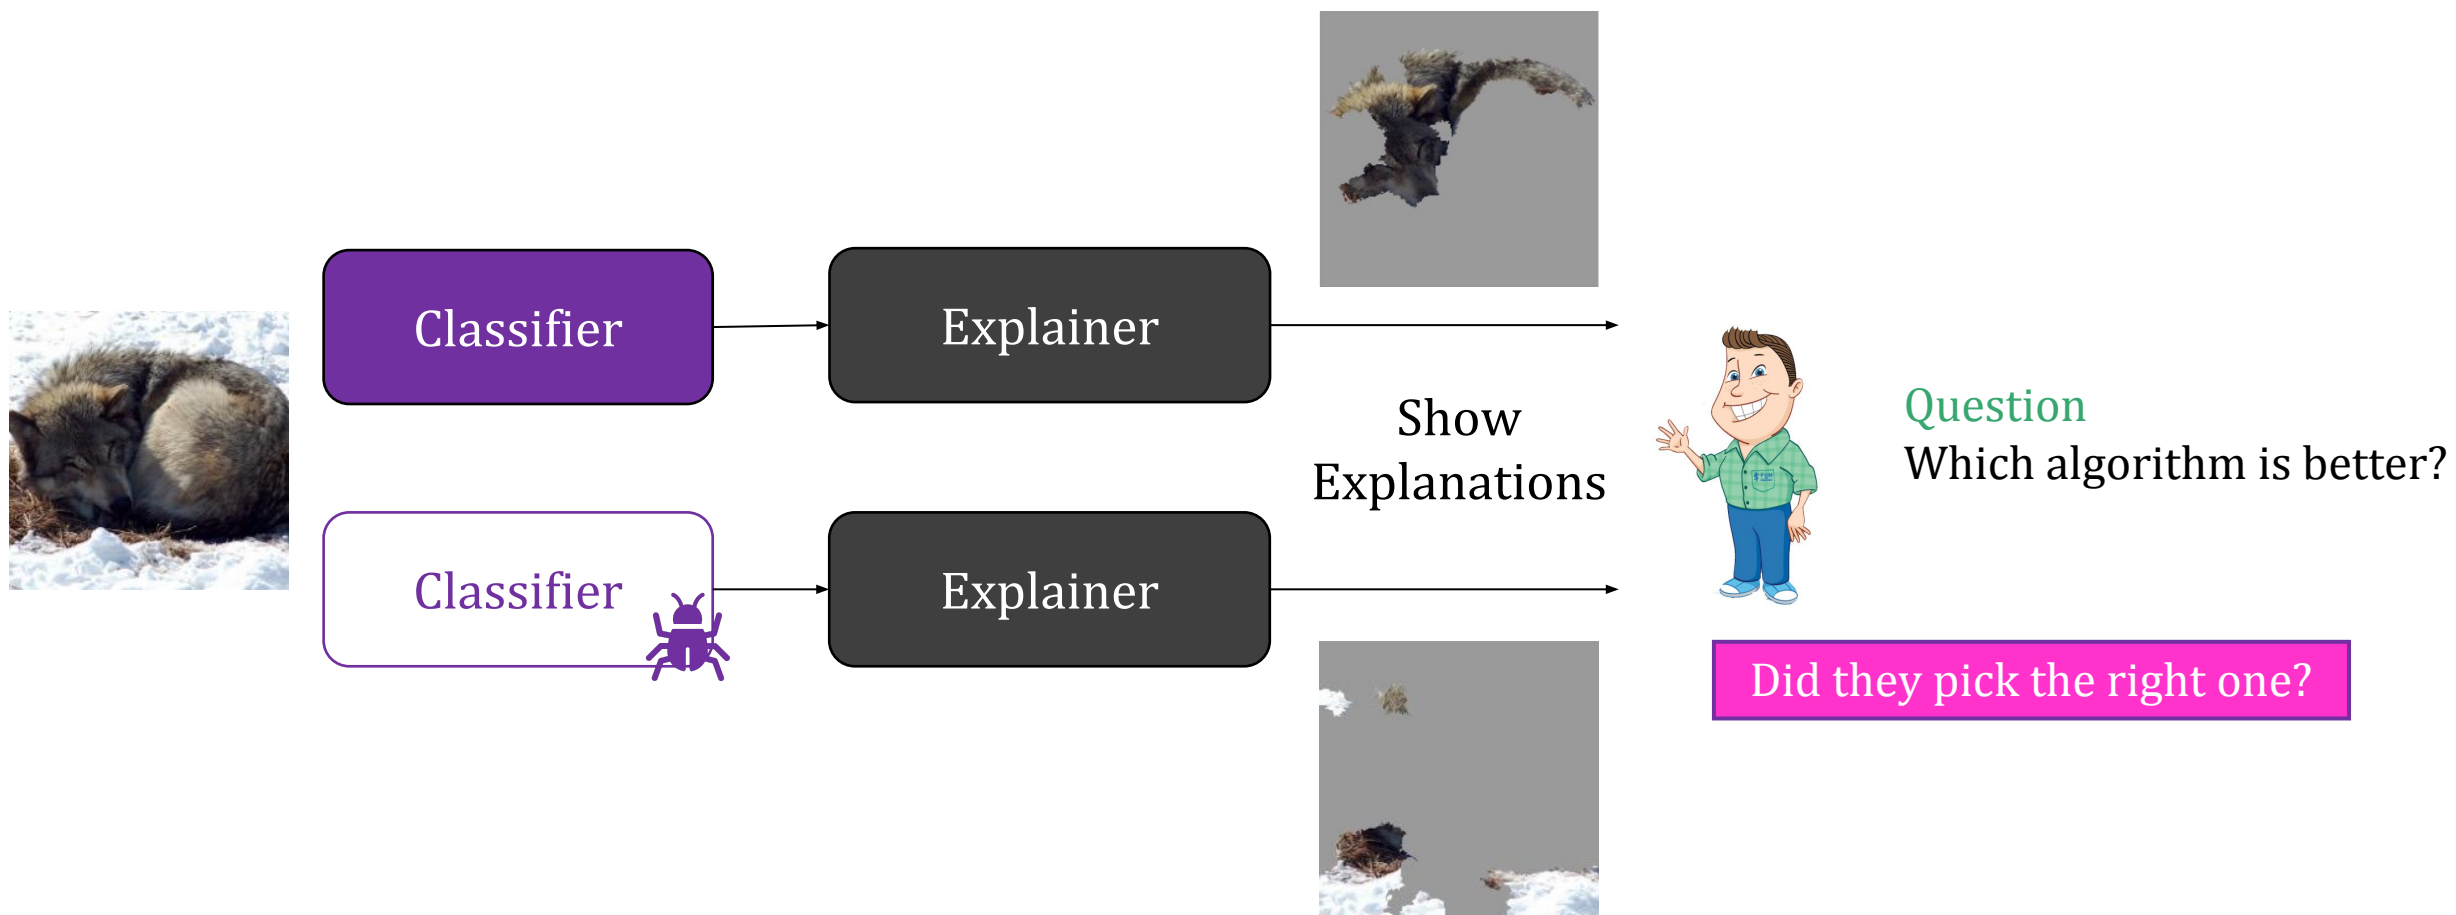 Classifier
Explainer
Show
Explanations
Classifier
Explainer
Question
Which algorithm is better?
Did they pick the right one?